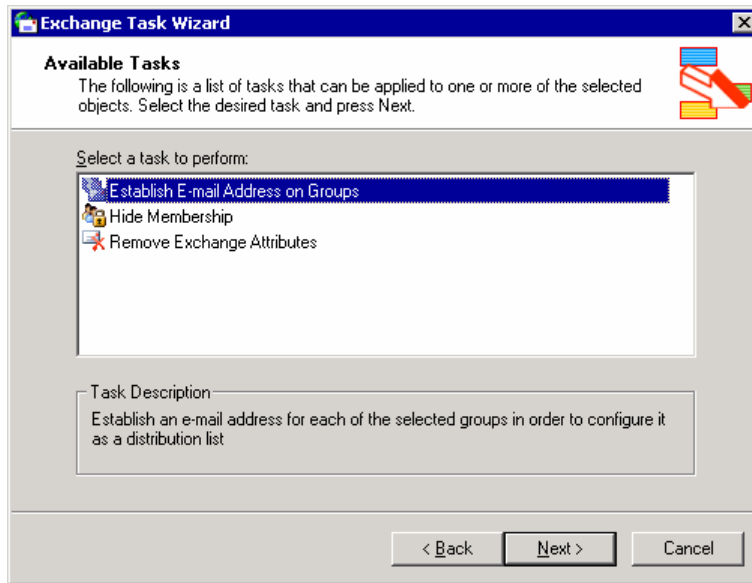 Exchange Task Wizard
Available Tasks
The following is a list of tasks that can be applied to one or more of the selected
objects. Select the desired task and press Next.
Select a task to perform:
Establish E-mail Address on Groups
Hide Membership
Remove Exchange Attributes
Task Description
Establish an e-mail address for each of the selected groups in order to configure it
as a distribution list
< Back
Next >
Cancel